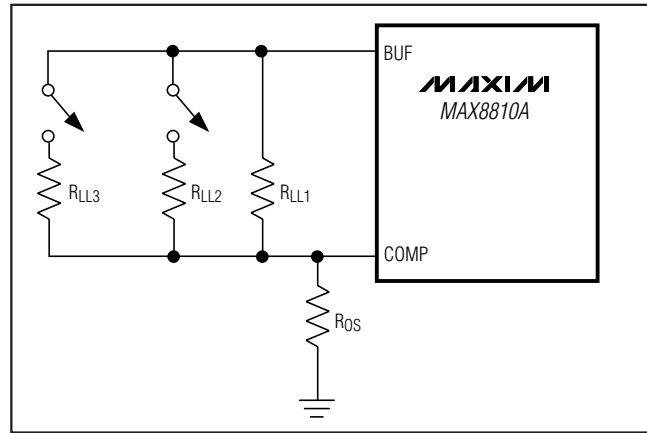 BUF
MAXIM
MAX8810A
RLL3
RLL2
RLL1
COMP
ROS